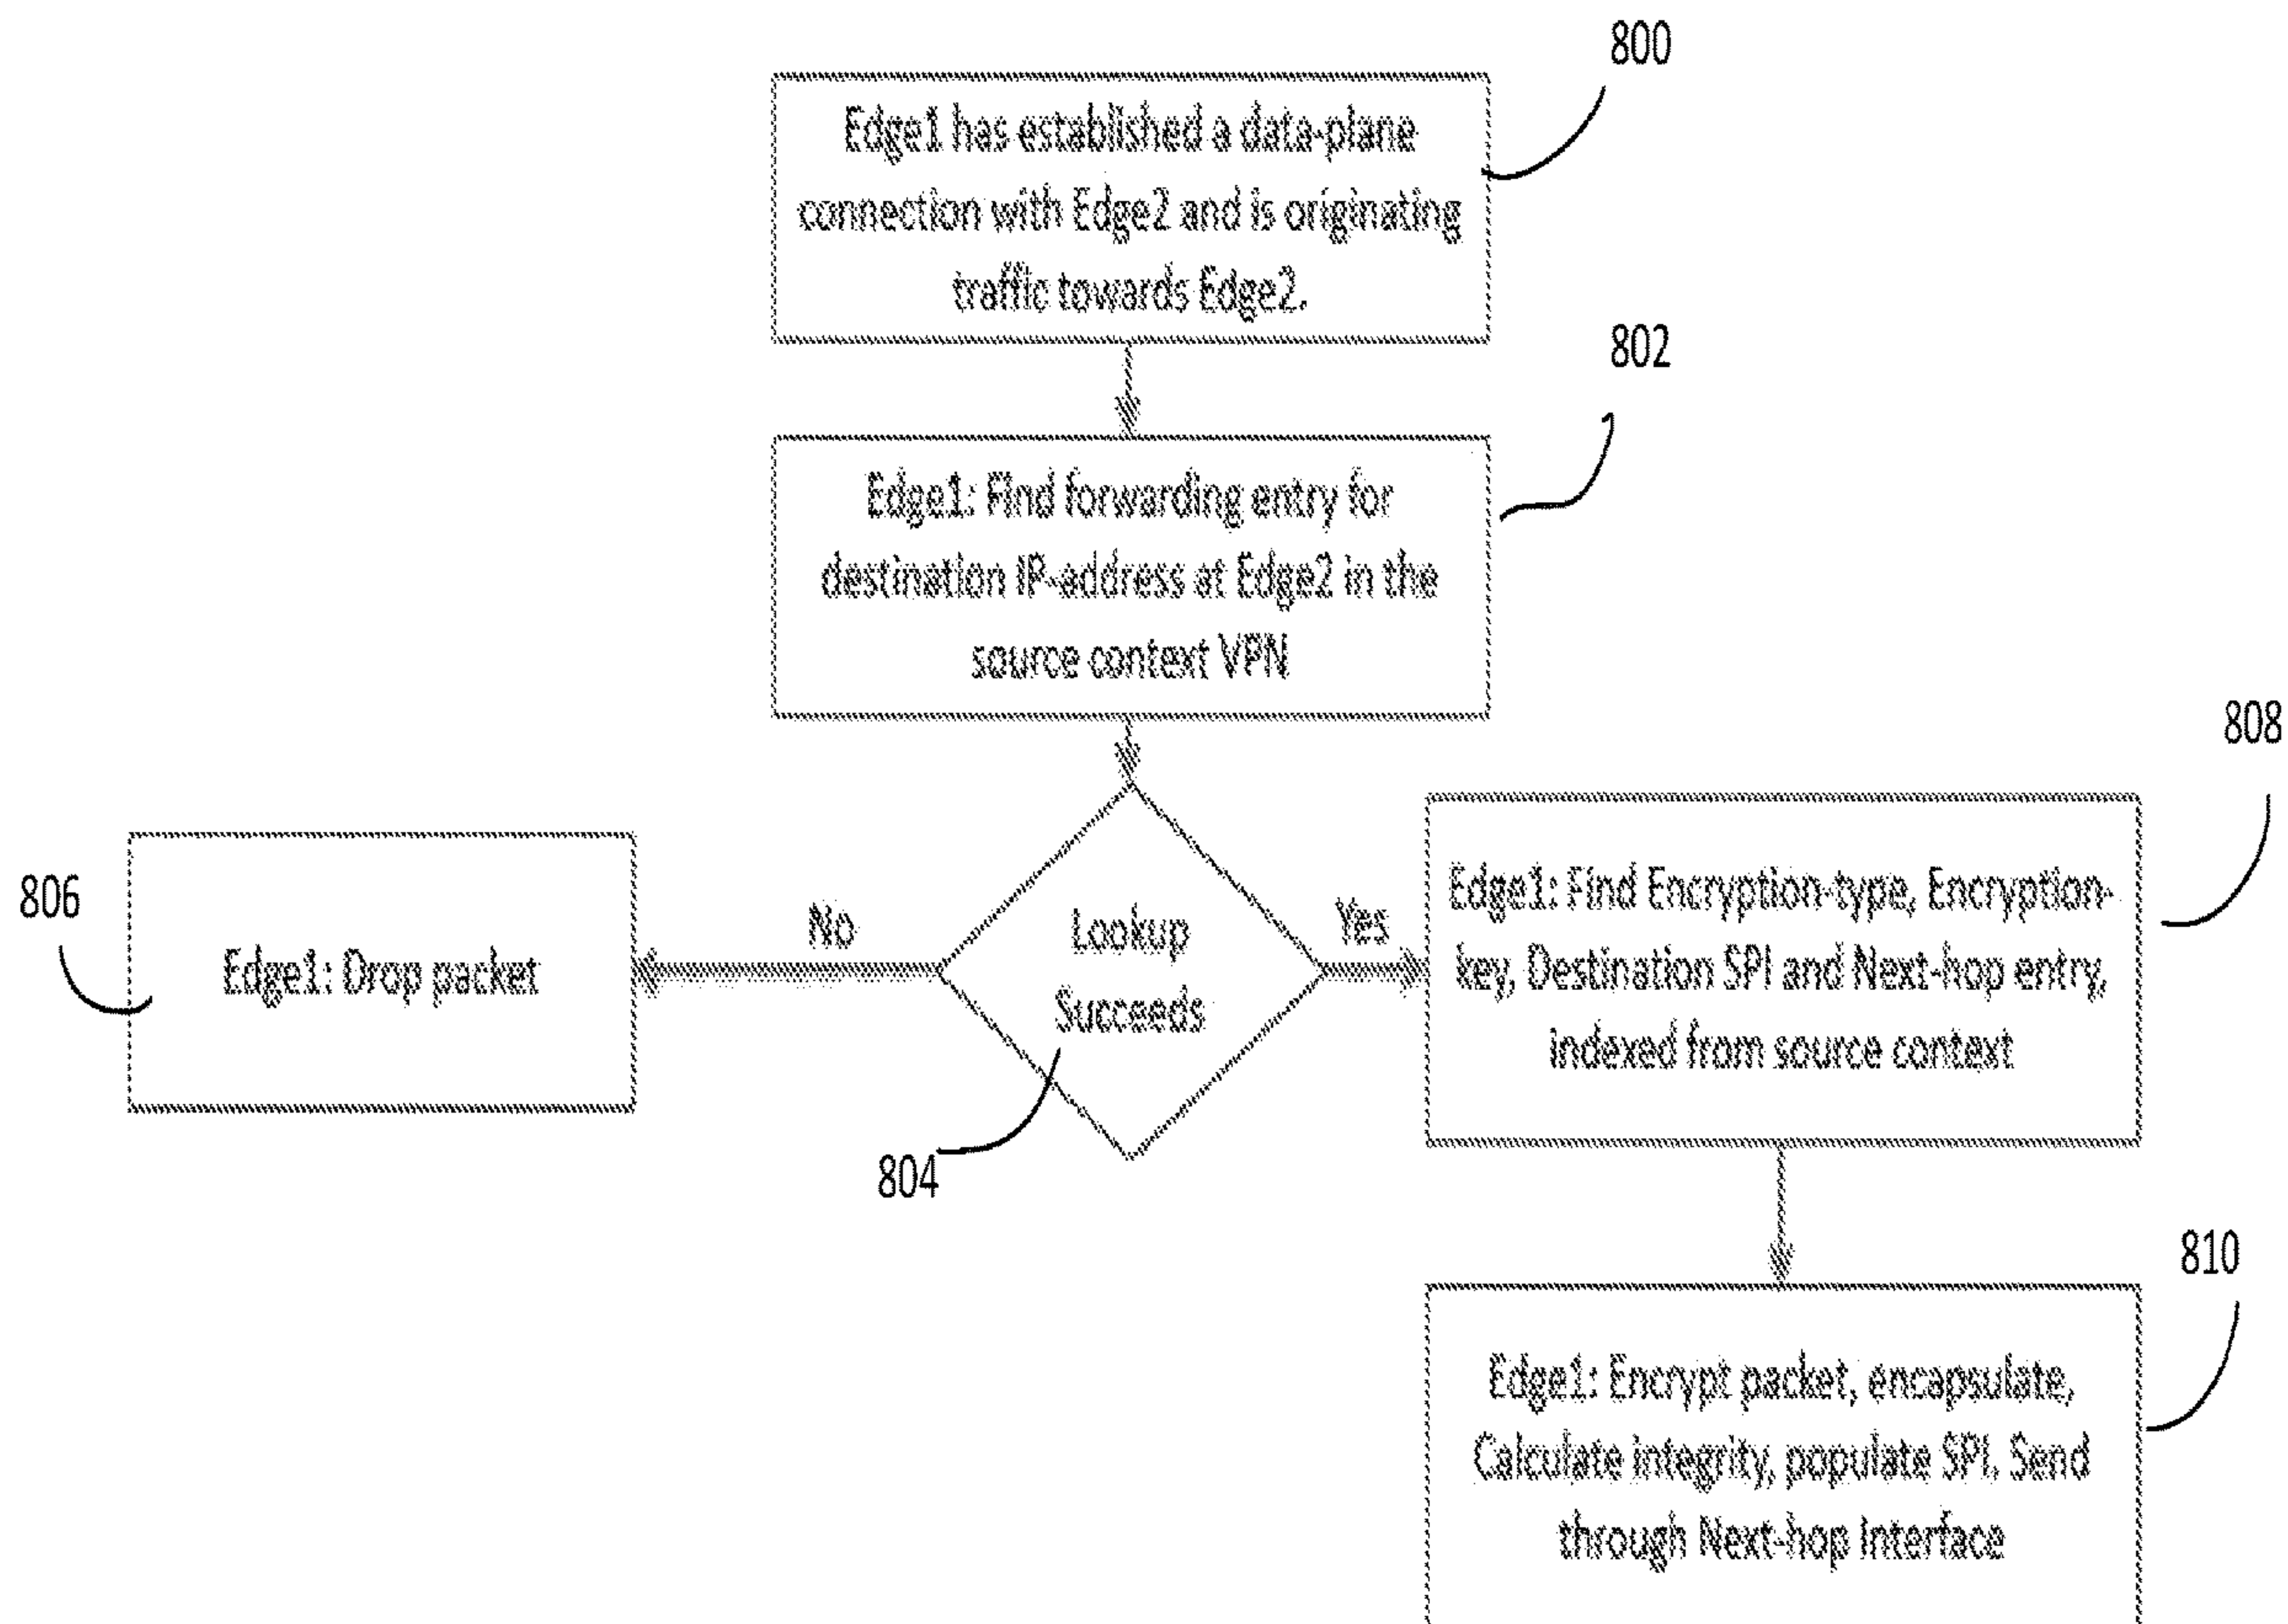 800
Edge1 has established a data-plane
connection with Edge2 and is originating
traffic towards Edge2.
802
Edge1: Find forwarding entry for
destination IP-address at Edge2 in the
source context VPN
808
806
Edge1: Drop packet
No
Lookup
Succeeds
Yes
804
Edge1: Find Encryption-type, Encryption-
key, Destination SPI and Next-hop entry,
indexed from source context
810
Edge1: Encrypt packet, encapsulate,
Calculate integrity, populate SPI. Send
through Next-hop Interface